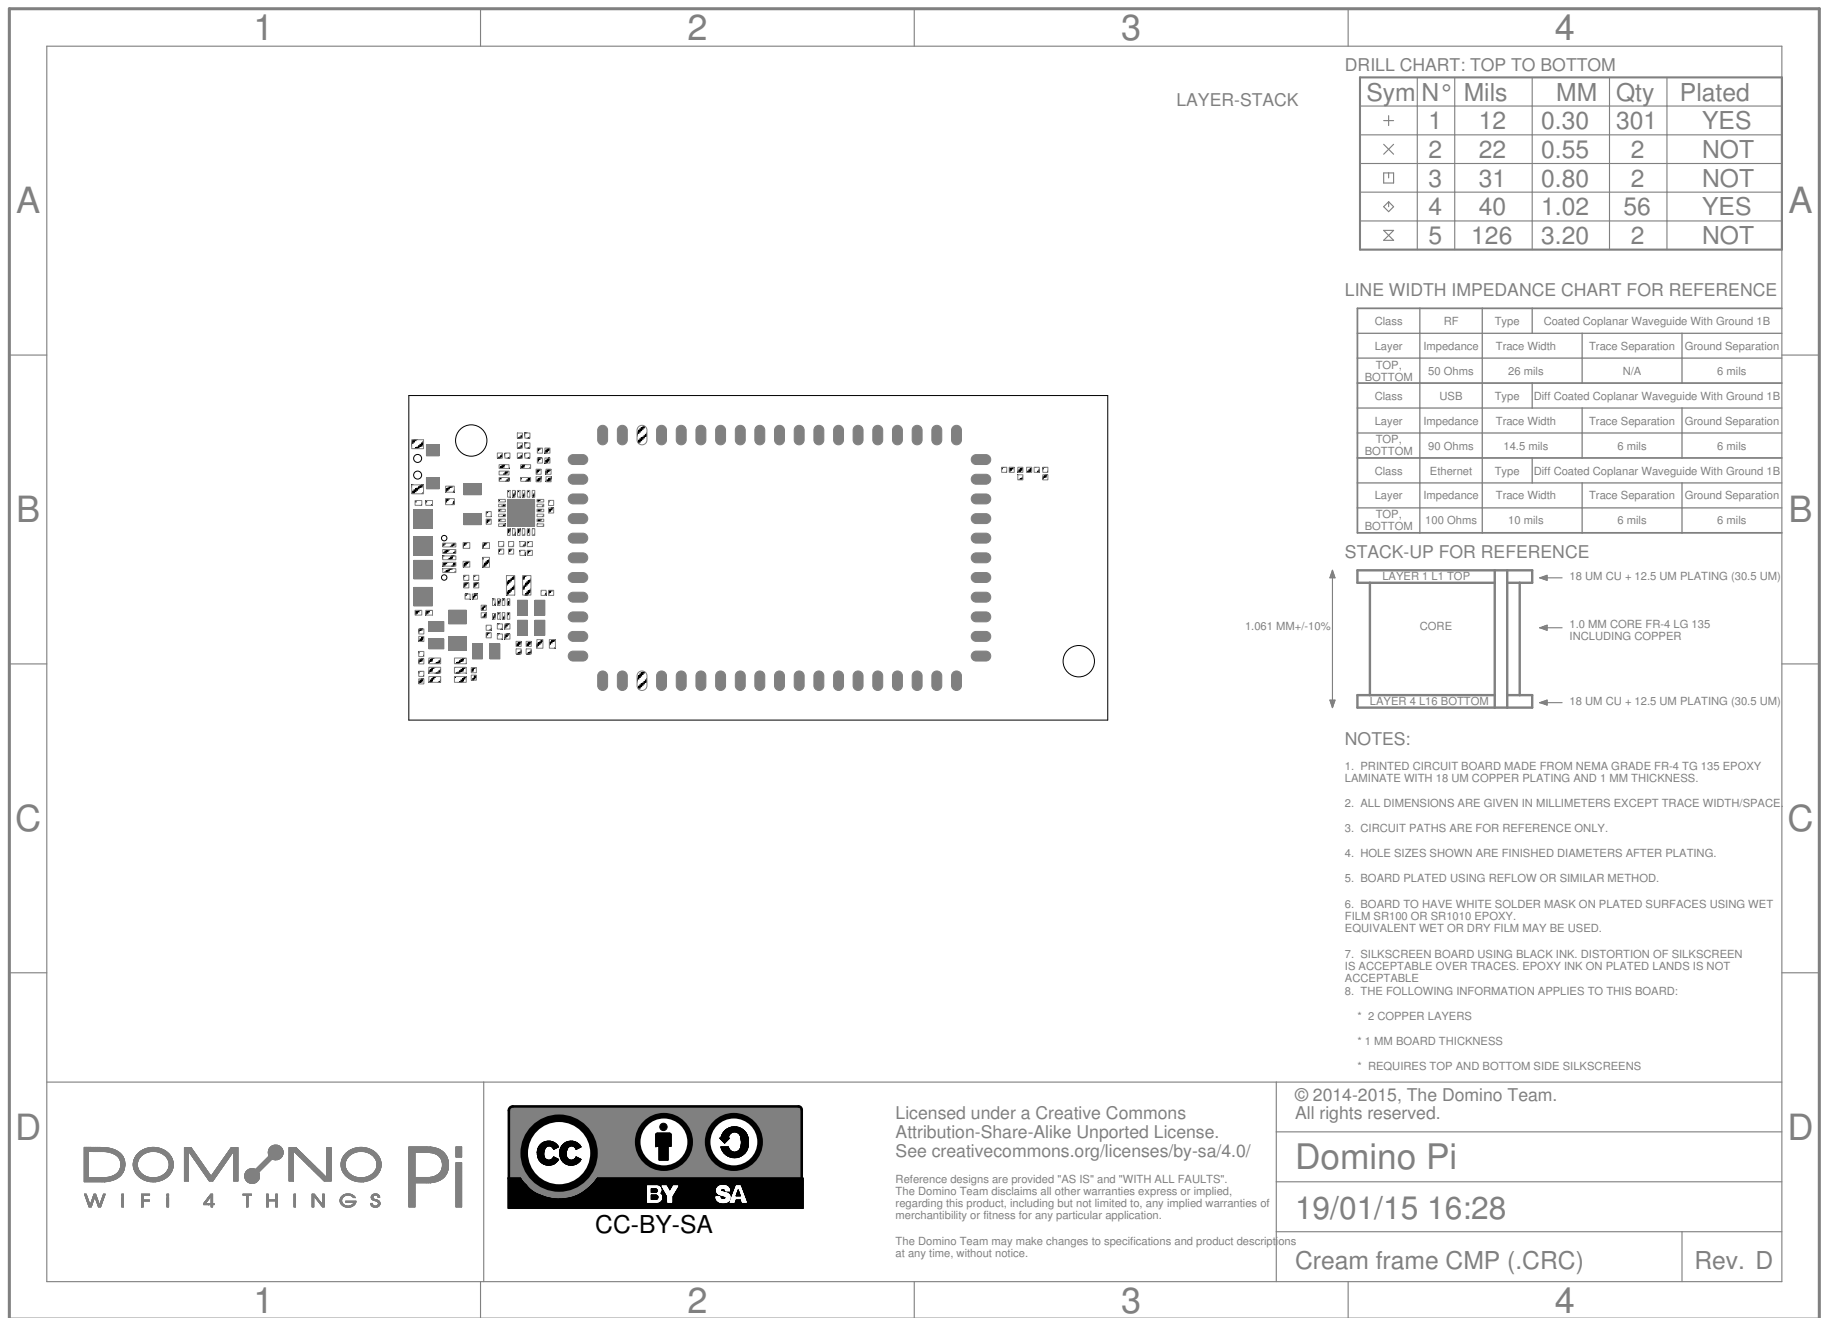 1 2 3 4
A
B
C
D
A
B
C
D
LAYER-STACK
DRILL CHART: TOP TO BOTTOM
Sym N° Mils MM Qty Plated
+ 1 12 0.30 301 YES
× 2 22 0.55 2 NOT
3 31 0.80 2 NOT
4 40 1.02 56 YES
5 126 3.20 2 NOT
LINE WIDTH IMPEDANCE CHART FOR REFERENCE
Class RF Type Coated Coplanar Waveguide With Ground 1B
Layer Impedance Trace Width Trace Separation Ground Separation
TOP,
BOTTOM 50 Ohms 26 mils N/A 6 mils
Class USB Type Diff Coated Coplanar Waveguide With Ground 1B
Layer Impedance Trace Width Trace Separation Ground Separation
TOP,
BOTTOM 90 Ohms 14.5 mils 6 mils 6 mils
Class Ethernet Type Diff Coated Coplanar Waveguide With Ground 1B
Layer Impedance Trace Width Trace Separation Ground Separation
TOP,
BOTTOM 100 Ohms 10 mils 6 mils 6 mils
STACK-UP FOR REFERENCE
LAYER 1 L1 TOP 18 UM CU + 12.5 UM PLATING (30.5 UM)
1.061 MM+/-10% CORE 1.0 MM CORE FR-4 LG 135
INCLUDING COPPER
LAYER 4 L16 BOTTOM 18 UM CU + 12.5 UM PLATING (30.5 UM)
NOTES:
1. PRINTED CIRCUIT BOARD MADE FROM NEMA GRADE FR-4 TG 135 EPOXY
LAMINATE WITH 18 UM COPPER PLATING AND 1 MM THICKNESS.
2. ALL DIMENSIONS ARE GIVEN IN MILLIMETERS EXCEPT TRACE WIDTH/SPACE
3. CIRCUIT PATHS ARE FOR REFERENCE ONLY.
4. HOLE SIZES SHOWN ARE FINISHED DIAMETERS AFTER PLATING.
5. BOARD PLATED USING REFLOW OR SIMILAR METHOD.
6. BOARD TO HAVE WHITE SOLDER MASK ON PLATED SURFACES USING WET
FILM SR100 OR SR1010 EPOXY.
EQUIVALENT WET OR DRY FILM MAY BE USED.
7. SILKSCREEN BOARD USING BLACK INK. DISTORTION OF SILKSCREEN
IS ACCEPTABLE OVER TRACES. EPOXY INK ON PLATED LANDS IS NOT
ACCEPTABLE
8. THE FOLLOWING INFORMATION APPLIES TO THIS BOARD:
* 2 COPPER LAYERS
* 1 MM BOARD THICKNESS
* REQUIRES TOP AND BOTTOM SIDE SILKSCREENS
DOMINO Pi
WIFI 4 THINGS
cc
BY SA
CC-BY-SA
Licensed under a Creative Commons
Attribution-Share-Alike Unported License.
See creativecommons.org/licenses/by-sa/4.0/
Reference designs are provided "AS IS" and "WITH ALL FAULTS".
The Domino Team disclaims all other warranties express or implied,
regarding this product, including but not limited to, any implied warranties of
merchantibility or fitness for any particular application.
The Domino Team may make changes to specifications and product descriptions
at any time, without notice.
© 2014-2015, The Domino Team.
All rights reserved.
Domino Pi
19/01/15 16:28
Cream frame CMP (.CRC) Rev. D
1 2 3 4